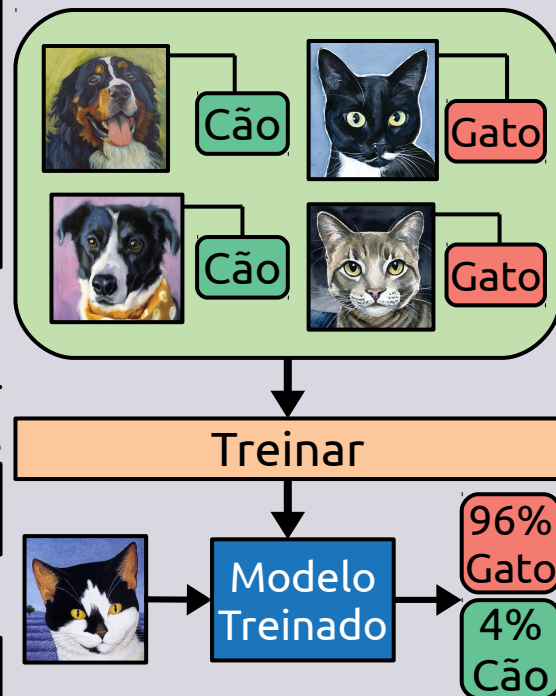 Cão
Gato
Cão
Gato
Treinar
Modelo
Treinado
96%
Gato
4%
Cão